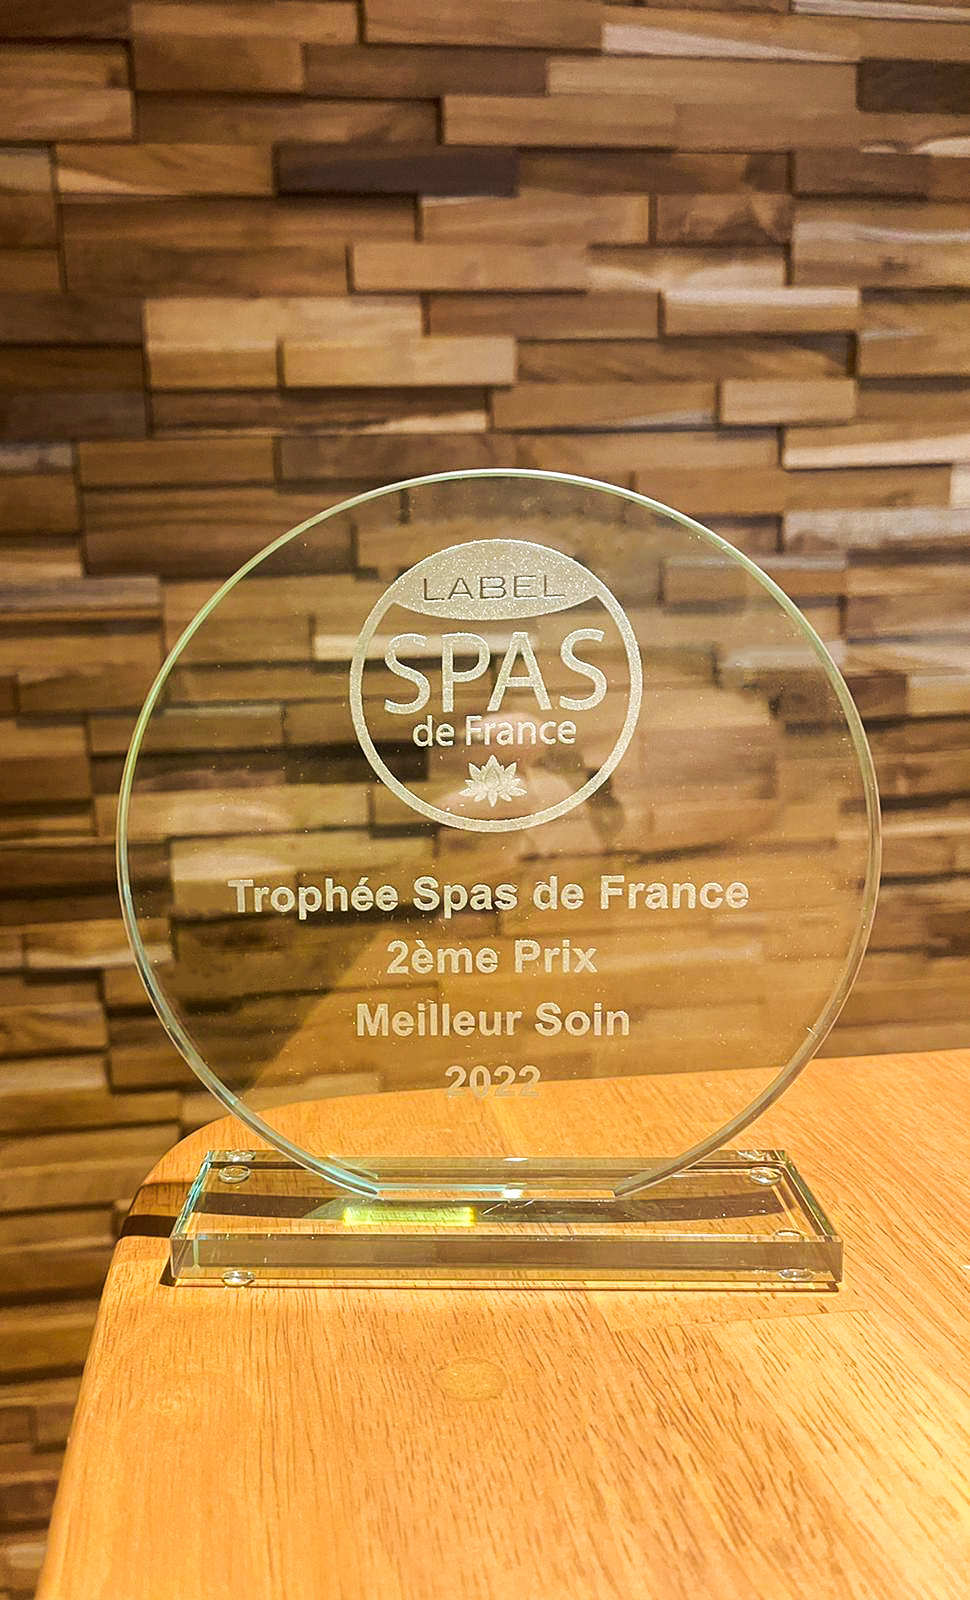 LABEL
SPAS
de France
Trophée Spas de France
2ème Prix
Meilleur Soin
2022